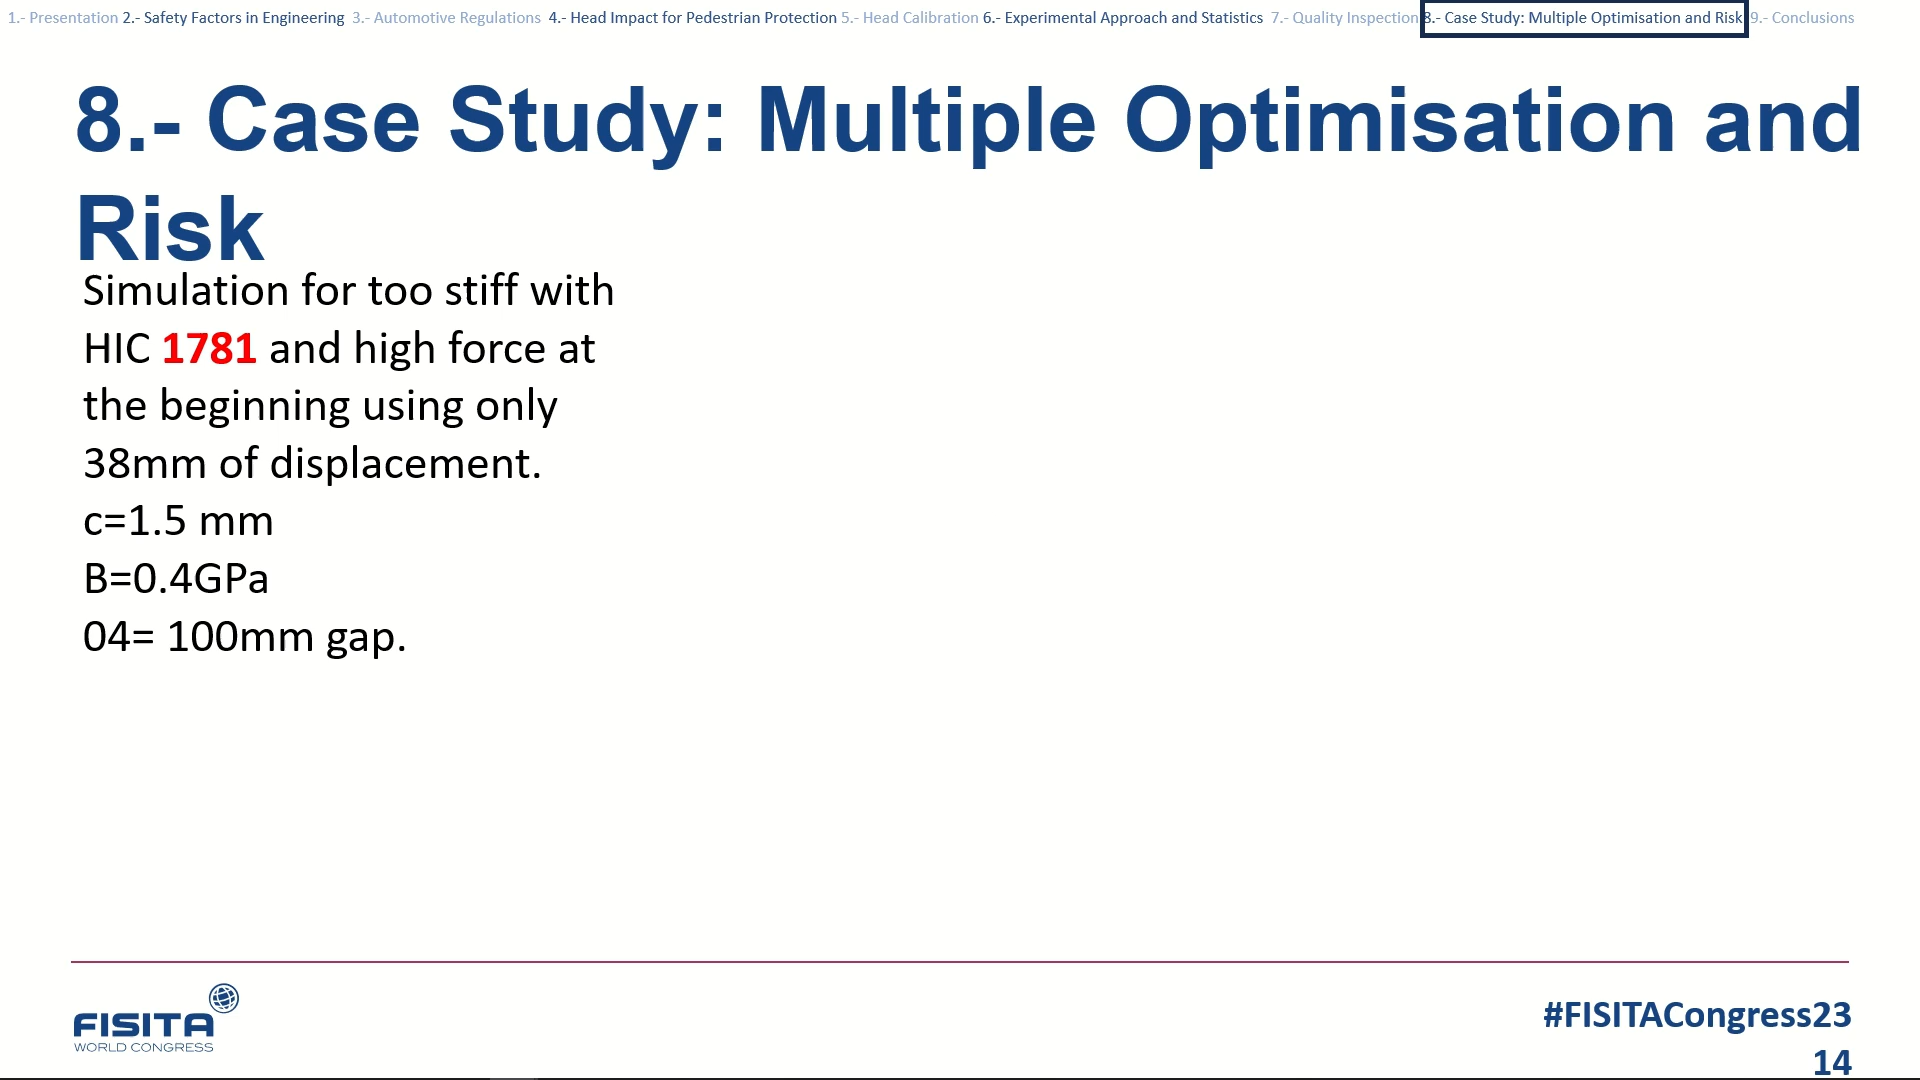 1.- Presentation 2.- Safety Factors in Engineering 3.- Automotive Regulations 4.- Head Impact for Pedestrian Protection 5.- Head Calibration 6.- Experimental Approach and Statistics 7.- Quality Inspection 8.- Case Study: Multiple Optimisation and Risk 9.- Conclusions
8.- Case Study: Multiple Optimisation and
Risk
Simulation for too stiff with
HIC 1781 and high force at
the beginning using only
38mm of displacement.
c=1.5 mm
B=0.4GPa
04= 100mm gap.
FISITA
WORLD CONGRESS
#FISITACongress23
14